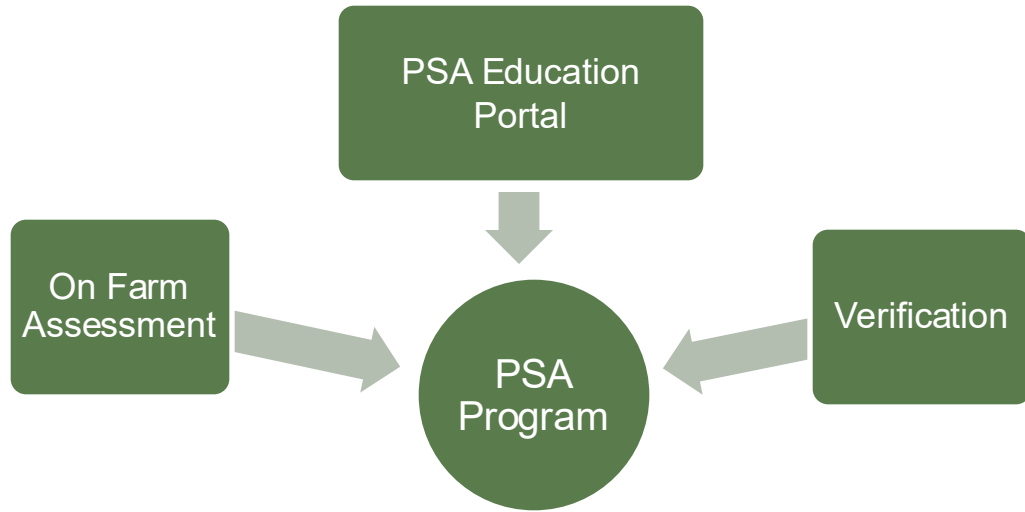 PSA Education
Portal
On Farm
Assessment
Verification
PSA
Program